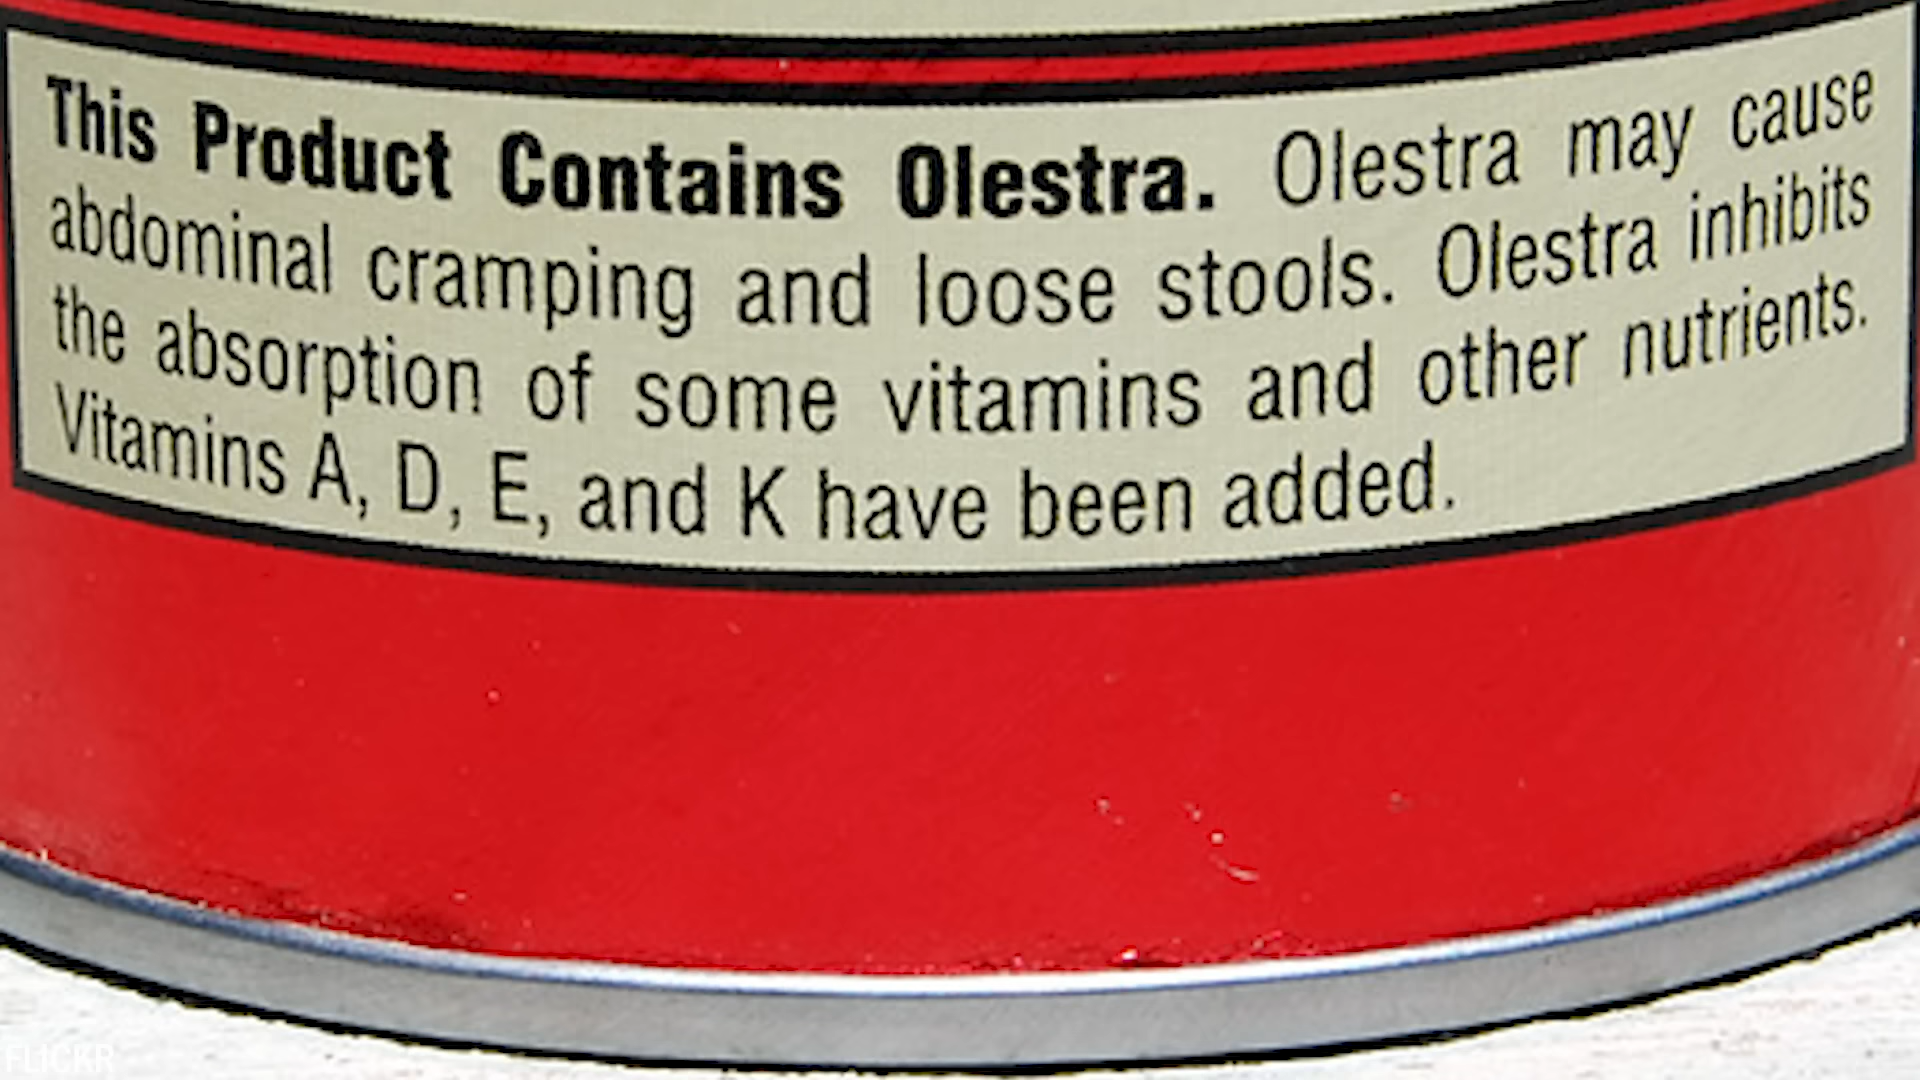 This Product Contains Olestra. Olestra may cause
abdominal cramping and loose stools. Olestra inhibits
the absorption of some vitamins and other nutrients.
Vitamins A, D, E, and K have been added.
FLICKR